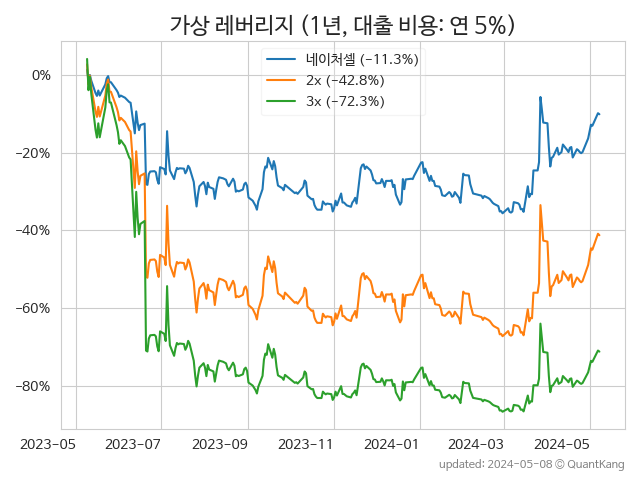 가상 레버리지 (1년, 대출 비용: 연 5%)
네이처셀 (−11.3%)
2x (−42.8%)
3x (−72.3%)
0%
−20%
−40%
−60%
−80%
2023-05 2023-07 2023-09 2023-11 2024-01 2024-03 2024-05
updated: 2024-05-08 © QuantKang